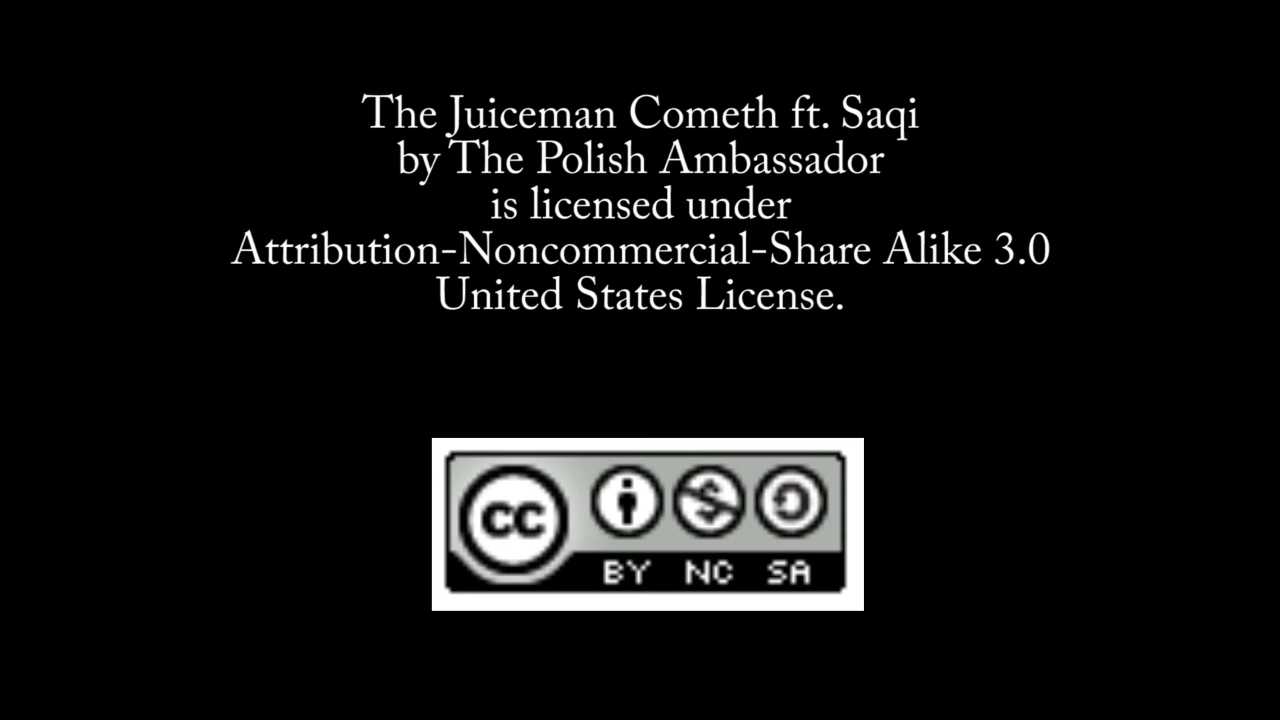 The Juiceman Cometh ft. Saqi
by The Polish Ambassador
is licensed under
Attribution-Noncommercial-Share Alike 3.0
United States License.
cc
BY NC SA